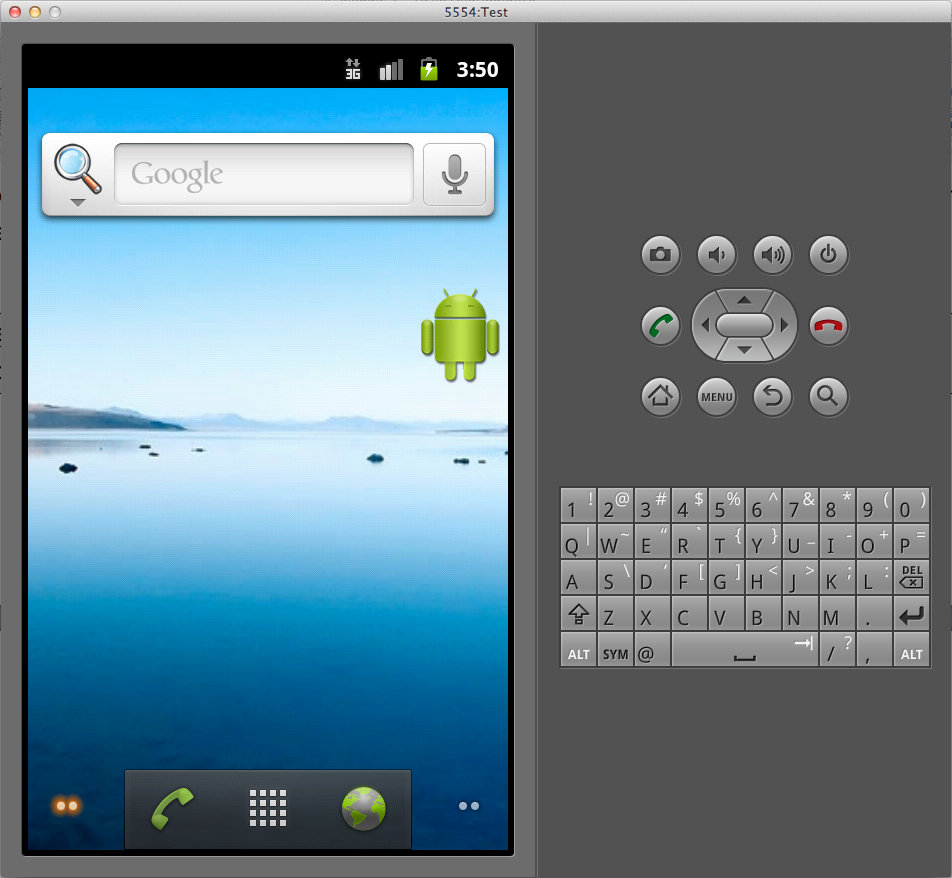 5554:Test
3G 3:50
Google
MENU
1 ! 2 @ 3 # 4 $ 5 % 6 ^ 7 & 8 * 9 ( 0 )
Q | W ~ E “ R ` T { Y } U _ I - O + P =
A S \ D ‘ F [ G ] H < J > K ; L : DEL
Z X C V B N M .
ALT SYM @ / ? , ALT